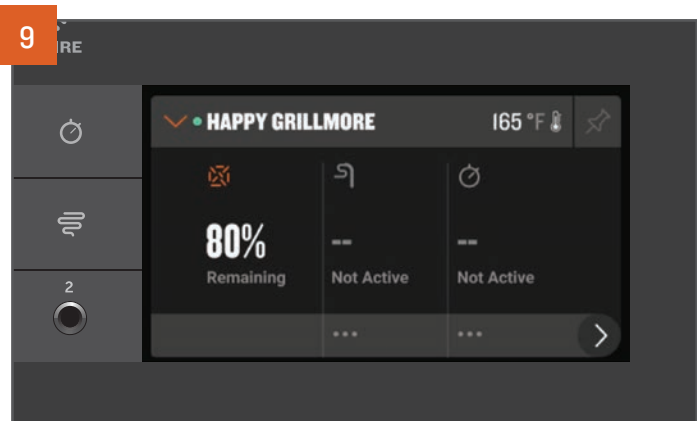 9
RE
HAPPY GRILLMORE 165 °F
80% -- --
Remaining Not Active Not Active
2
... ...